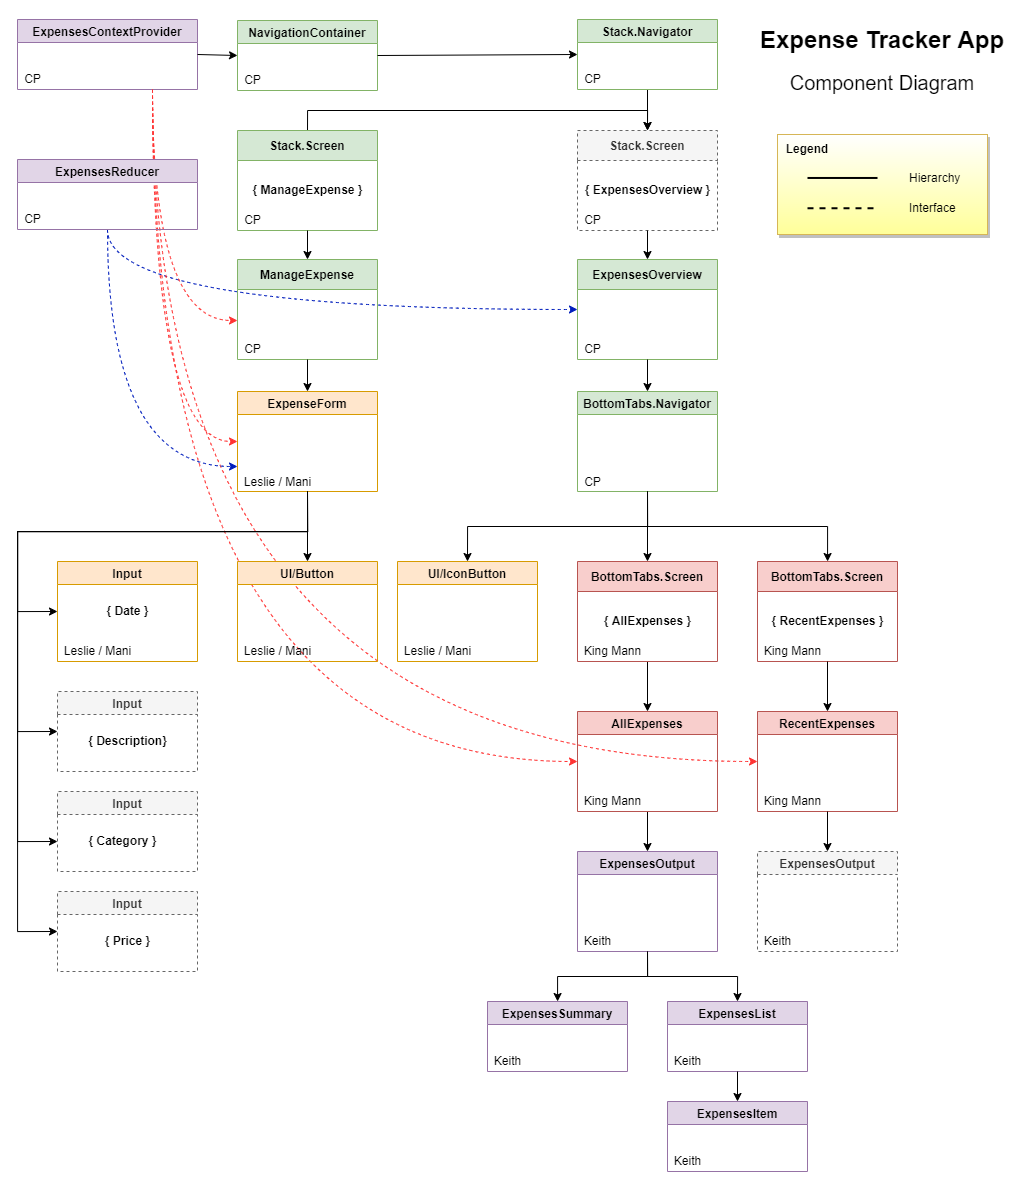 Expense Tracker App
Component Diagram
Legend
Hierarchy
Interface
ExpensesContextProvider
CP
NavigationContainer
CP
Stack.Navigator
CP
ExpensesReducer
CP
Stack.Screen
{ ManageExpense }
CP
Stack.Screen
{ ExpensesOverview }
CP
ManageExpense
CP
ExpensesOverview
CP
ExpenseForm
Leslie / Mani
BottomTabs.Navigator
CP
Input
{ Date }
Leslie / Mani
UI/Button
Leslie / Mani
UI/IconButton
Leslie / Mani
BottomTabs.Screen
{ AllExpenses }
King Mann
BottomTabs.Screen
{ RecentExpenses }
King Mann
Input
{ Description}
AllExpenses
King Mann
RecentExpenses
King Mann
Input
{ Category }
ExpensesOutput
Keith
ExpensesOutput
Keith
Input
{ Price }
ExpensesSummary
Keith
ExpensesList
Keith
ExpensesItem
Keith